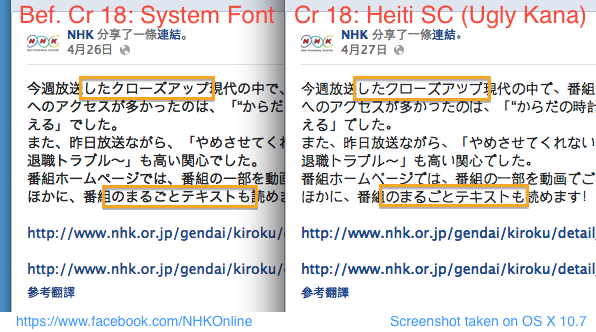 Bef. Cr 18: System Font
NHK
NHK 分享了一條連結。
4月26日
今週放送したクローズアップ現代の中で、
へのアクセスが多かったのは、「“からだの
える」でした。
また、昨日放送ながら、「やめさせてくれ
退職トラブル～」も高い関心でした。
番組ホームページでは、番組の一部を動画
ほかに、番組のまるごとテキストも読めま
http://www.nhk.or.jp/gendai/kiroku/deta
http://www.nhk.or.jp/gendai/kiroku/deta
參考翻譯
https://www.facebook.com/NHKOnline
Cr 18: Heiti SC (Ugly Kana)
NHK
NHK 分享了一條連結。
4月27日
今週放送したクローズアップ現代の中で、番組
へのアクセスが多かったのは、「“からだの時計
える」でした。
また、昨日放送ながら、「やめさせてくれない
退職トラブル～」も高い関心でした。
番組ホームページでは、番組の一部を動画でご
ほかに、番組のまるごとテキストも読めます!
http://www.nhk.or.jp/gendai/kiroku/detail
http://www.nhk.or.jp/gendai/kiroku/detail
參考翻譯
Screenshot taken on OS X 10.7